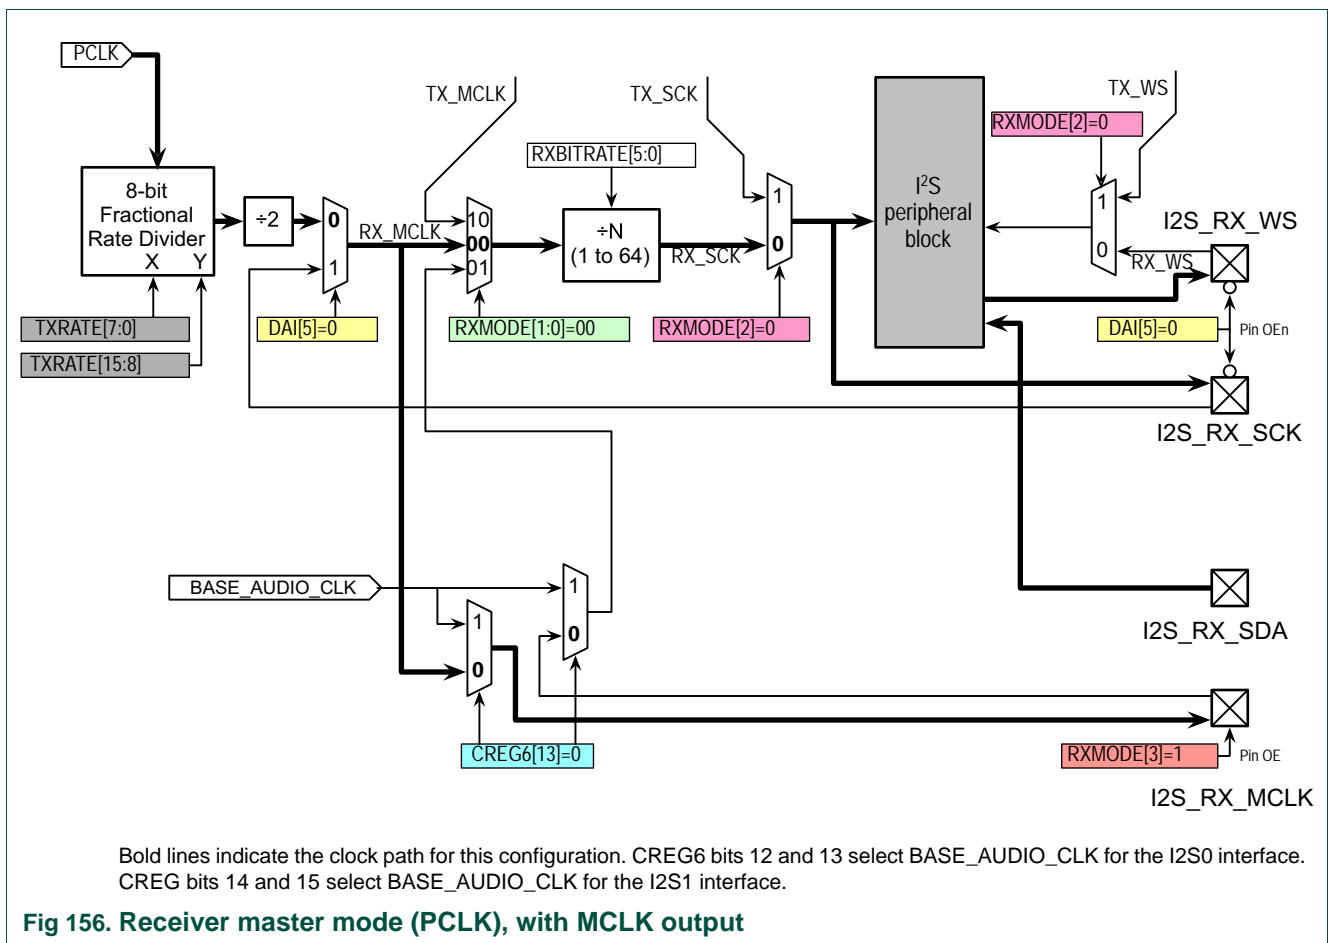 PCLK
TX_MCLK
TX_SCK
TX_WS
RXMODE[2]=0
RXBITRATE[5:0]
8-bit
Fractional
Rate Divider
X Y
÷2
0
1
RX_MCLK
10
00
01
÷N
(1 to 64)
RX_SCK
1
0
I²S
peripheral
block
1
0
RX_WS
I2S_RX_WS
TXRATE[7:0]
TXRATE[15:8]
DAI[5]=0
RXMODE[1:0]=00
RXMODE[2]=0
DAI[5]=0
Pin OEn
I2S_RX_SCK
BASE_AUDIO_CLK
1
0
1
0
I2S_RX_SDA
CREG6[13]=0
RXMODE[3]=1
Pin OE
I2S_RX_MCLK
Bold lines indicate the clock path for this configuration. CREG6 bits 12 and 13 select BASE_AUDIO_CLK for the I2S0 interface.
CREG bits 14 and 15 select BASE_AUDIO_CLK for the I2S1 interface.
Fig 156. Receiver master mode (PCLK), with MCLK output